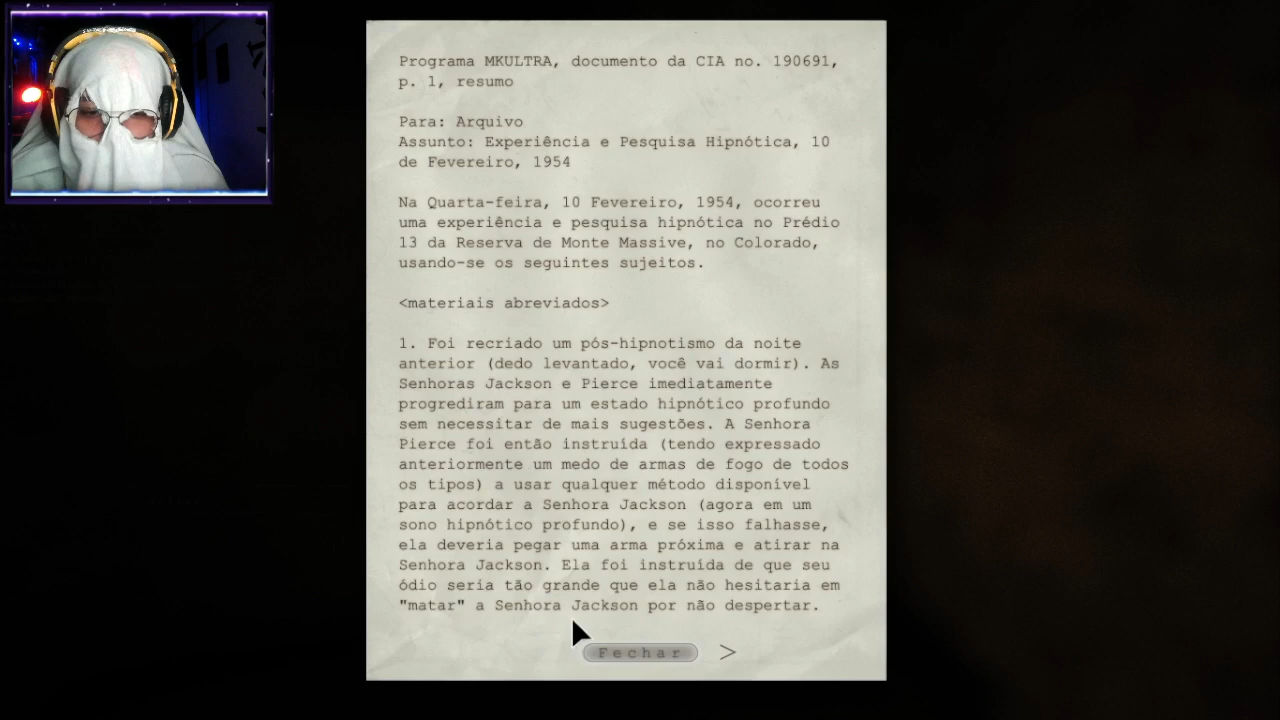 Programa MKULTRA, documento da CIA no. 190691,
p. 1, resumo
Para: Arquivo
Assunto: Experiência e Pesquisa Hipnótica, 10
de Fevereiro, 1954
Na Quarta-feira, 10 Fevereiro, 1954, ocorreu
uma experiência e pesquisa hipnótica no Prédio
13 da Reserva de Monte Massive, no Colorado,
usando-se os seguintes sujeitos.
<materiais abreviados>
1. Foi recriado um pós-hipnotismo da noite
anterior (dedo levantado, você vai dormir). As
Senhoras Jackson e Pierce imediatamente
progrediram para um estado hipnótico profundo
sem necessitar de mais sugestões. A Senhora
Pierce foi então instruída (tendo expressado
anteriormente um medo de armas de fogo de todos
os tipos) a usar qualquer método disponível
para acordar a Senhora Jackson (agora em um
sono hipnótico profundo), e se isso falhasse,
ela deveria pegar uma arma próxima e atirar na
Senhora Jackson. Ela foi instruída de que seu
ódio seria tão grande que ela não hesitaria em
"matar" a Senhora Jackson por não despertar.
Fechar >